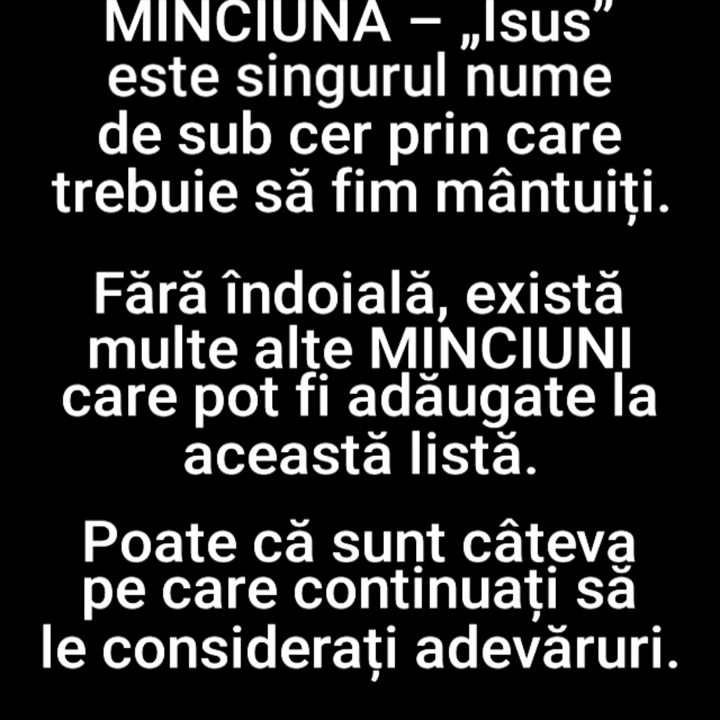 MINCIUNĂ – „Isus”
este singurul nume
de sub cer prin care
trebuie să fim mântuiți.
Fără îndoială, există
multe alte MINCIUNI
care pot fi adăugate la
această listă.
Poate că sunt câteva
pe care continuați să
le considerați adevăruri.